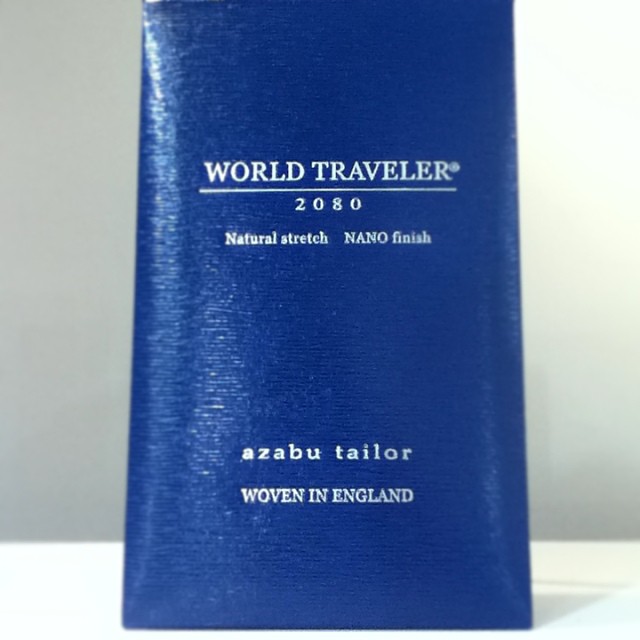 WORLD TRAVELER®
2080
Natural stretch NANO finish
azabu tailor
WOVEN IN ENGLAND